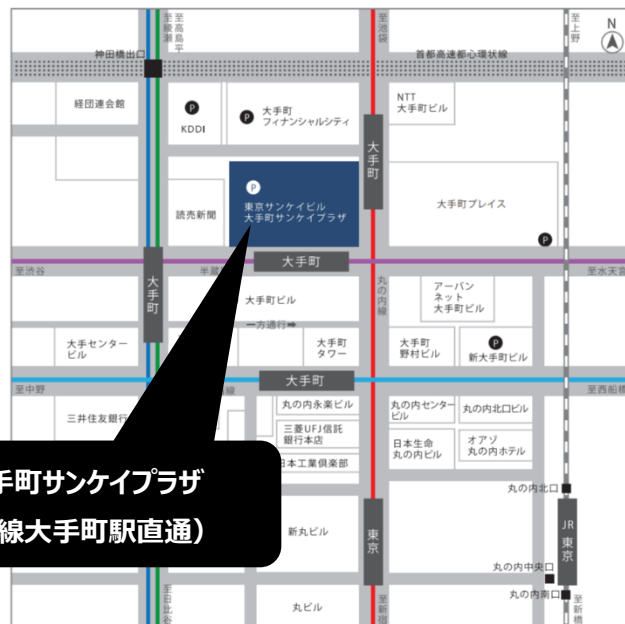 至綾瀬
至高島平
至池袋
至上野
N
神田橋出口
首都高速都心環状線
経団連会館
P
KDDI
P
大手町
フィナンシャルシティ
NTT
大手町ビル
大手町
読売新聞
P
東京サンケイビル
大手町サンケイプラザ
大手町プレイス
P
至渋谷
半蔵
大手町
至水天宮
大手町
丸の内線
大手町ビル
一方通行➡
アーバン
ネット
大手町ビル
大手センター
ビル
大手町
タワー
大手町
野村ビル
P
新大手町ビル
至中野
線
大手町
至西船橋
三井住友銀行
丸の内永楽ビル
三菱UFJ信託
銀行本店
日本工業倶楽部
丸の内センター
ビル
丸の内北口ビル
日本生命
丸の内ビル
オアゾ
丸の内ホテル
手町サンケイプラザ
線大手町駅直通）
丸の内北口
新丸ビル
東京
JR
東京
丸の内中央口
丸の内南口
至日比谷
丸ビル
至新宿
至新橋